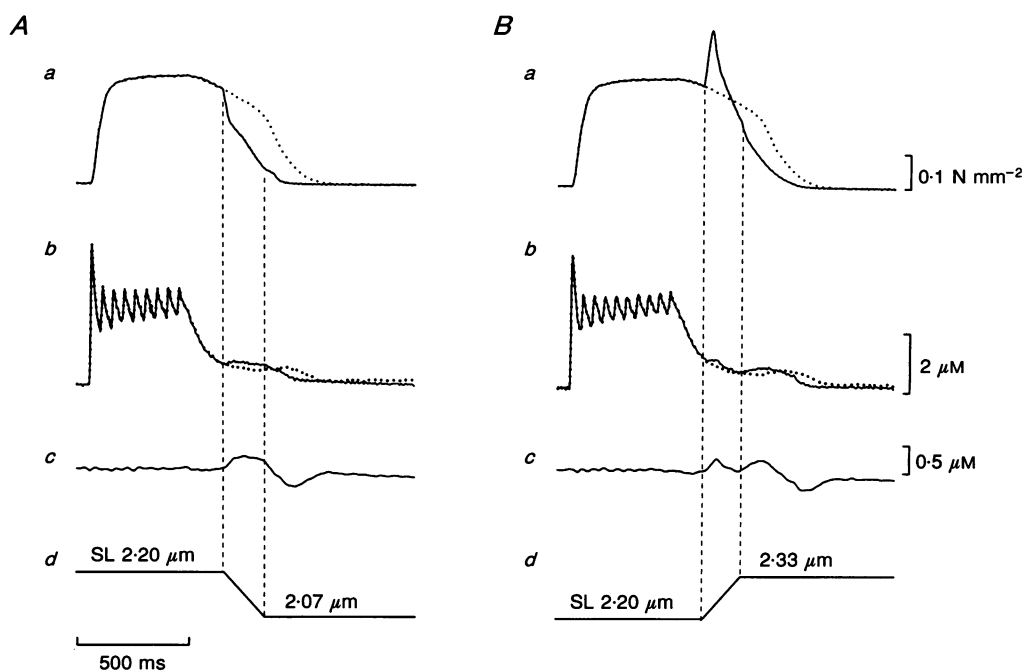 A
B
a
a
0·1 N mm⁻²
b
b
2 μM
c
c
0·5 μM
d
SL 2·20 μm
2·07 μm
d
SL 2·20 μm
2·33 μm
500 ms